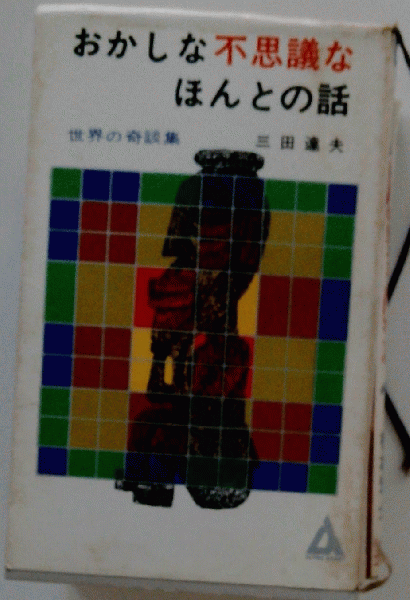 おかしな不思議な
ほんとの話
世界の奇談集
三田達夫